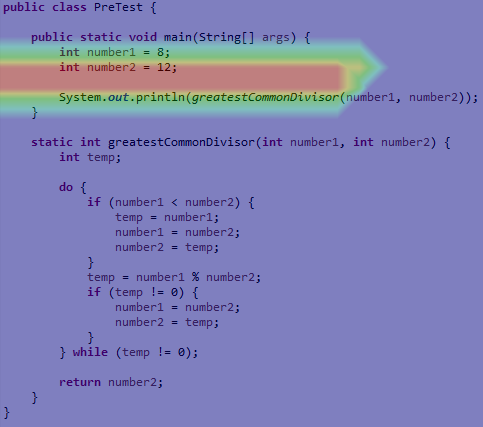 public class PreTest {
    public static void main(String[] args) {
        int number1 = 8;
        int number2 = 12;
        System.out.println(greatestCommonDivisor(number1, number2));
    }
    static int greatestCommonDivisor(int number1, int number2) {
        int temp;
        do {
            if (number1 < number2) {
                temp = number1;
                number1 = number2;
                number2 = temp;
            }
            temp = number1 % number2;
            if (temp != 0) {
                number1 = number2;
                number2 = temp;
            }
        } while (temp != 0);
        return number2;
    }
}